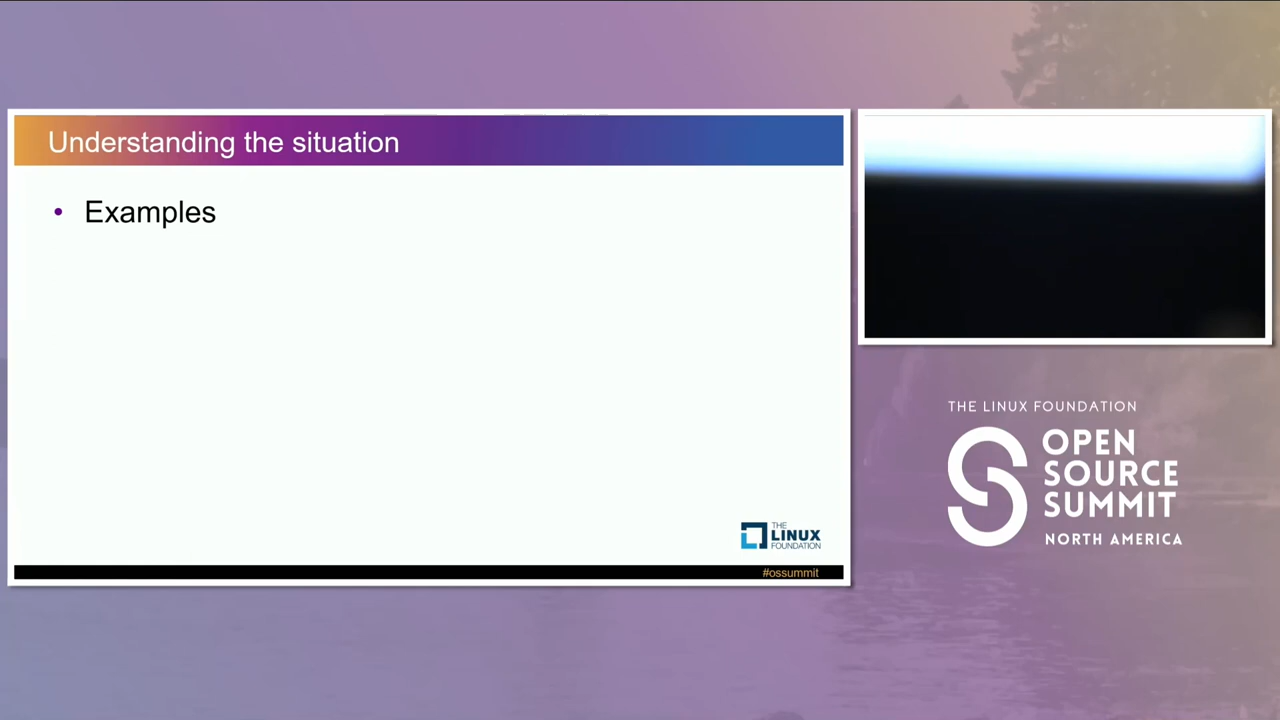 Understanding the situation
• Examples
THE
LINUX
FOUNDATION
#ossummit
THE LINUX FOUNDATION
OPEN
SOURCE
SUMMIT
NORTH AMERICA